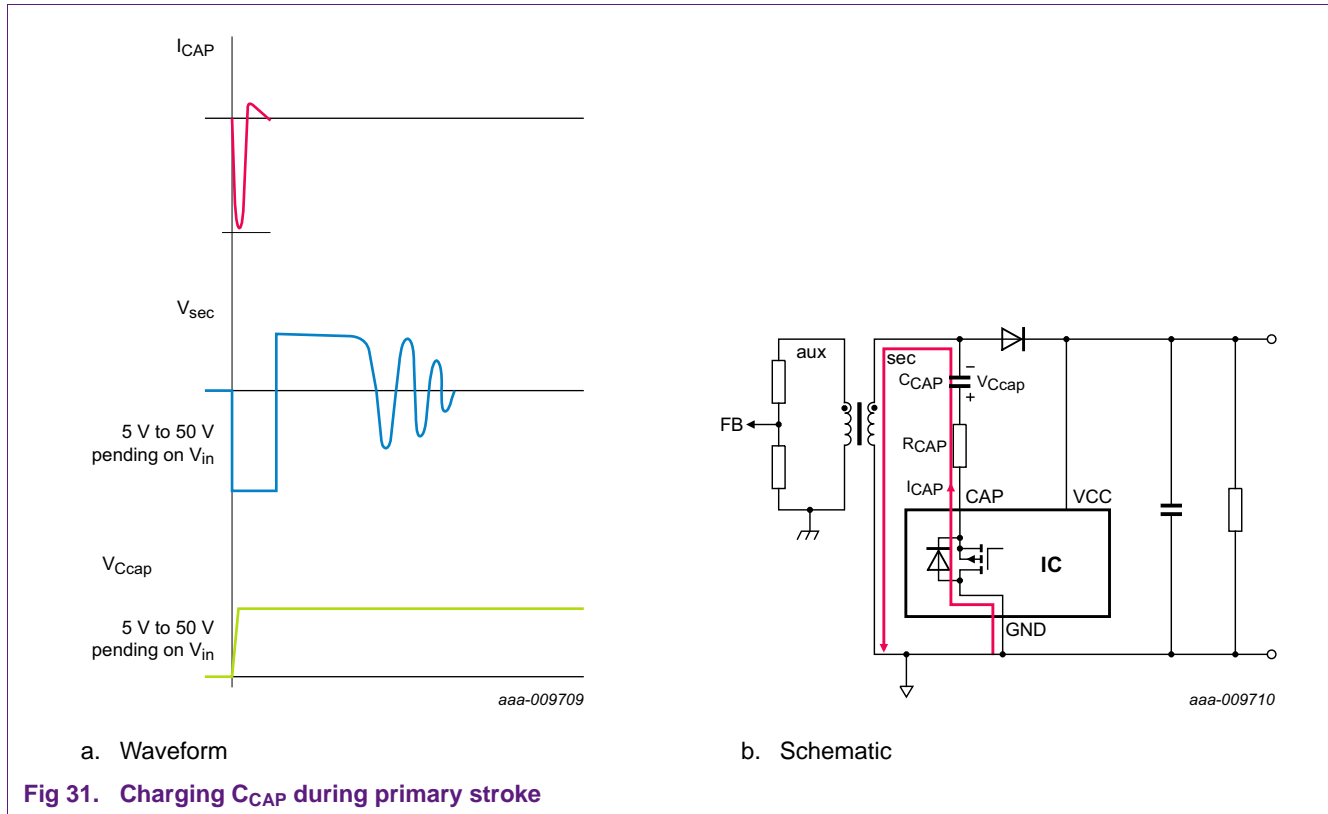 ICAP
Vsec
5 V to 50 V
pending on Vin
VCcap
5 V to 50 V
pending on Vin
aaa-009709
aux
sec
CCAP
−
VCcap
+
FB
RCAP
ICAP
CAP
VCC
IC
GND
aaa-009710
a. Waveform
b. Schematic
Fig 31. Charging CCAP during primary stroke